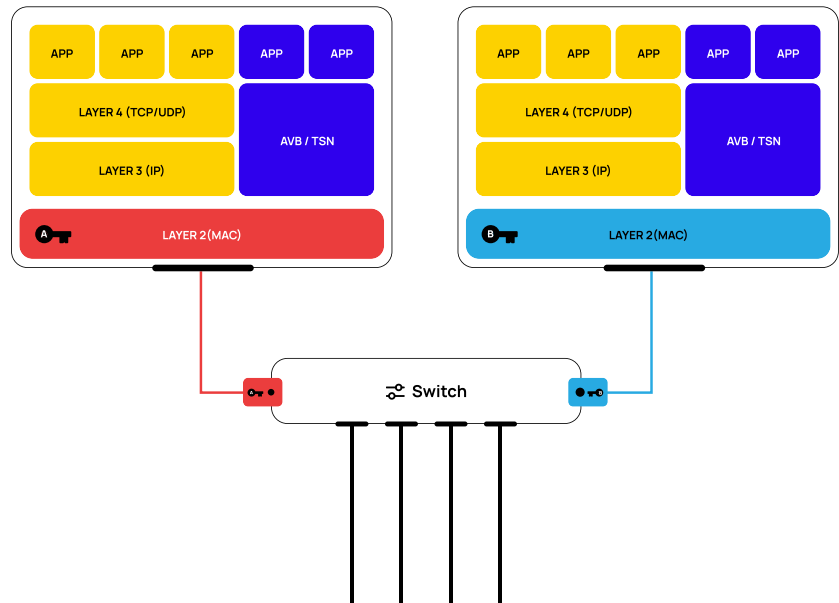 APP APP APP APP APP
LAYER 4 (TCP/UDP)
AVB / TSN
LAYER 3 (IP)
A
LAYER 2(MAC)
APP APP APP APP APP
LAYER 4 (TCP/UDP)
AVB / TSN
LAYER 3 (IP)
B
LAYER 2(MAC)
A
Switch
B